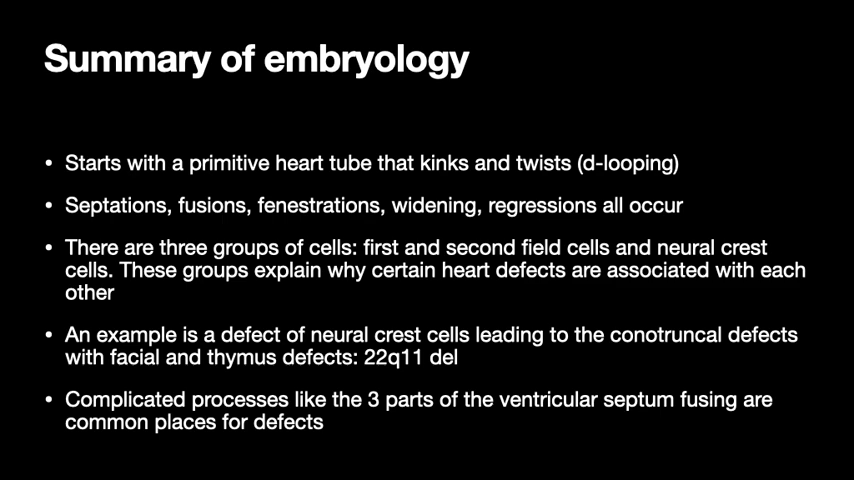 Summary of embryology
• Starts with a primitive heart tube that kinks and twists (d-looping)
• Septations, fusions, fenestrations, widening, regressions all occur
• There are three groups of cells: first and second field cells and neural crest
cells. These groups explain why certain heart defects are associated with each
other
• An example is a defect of neural crest cells leading to the conotruncal defects
with facial and thymus defects: 22q11 del
• Complicated processes like the 3 parts of the ventricular septum fusing are
common places for defects